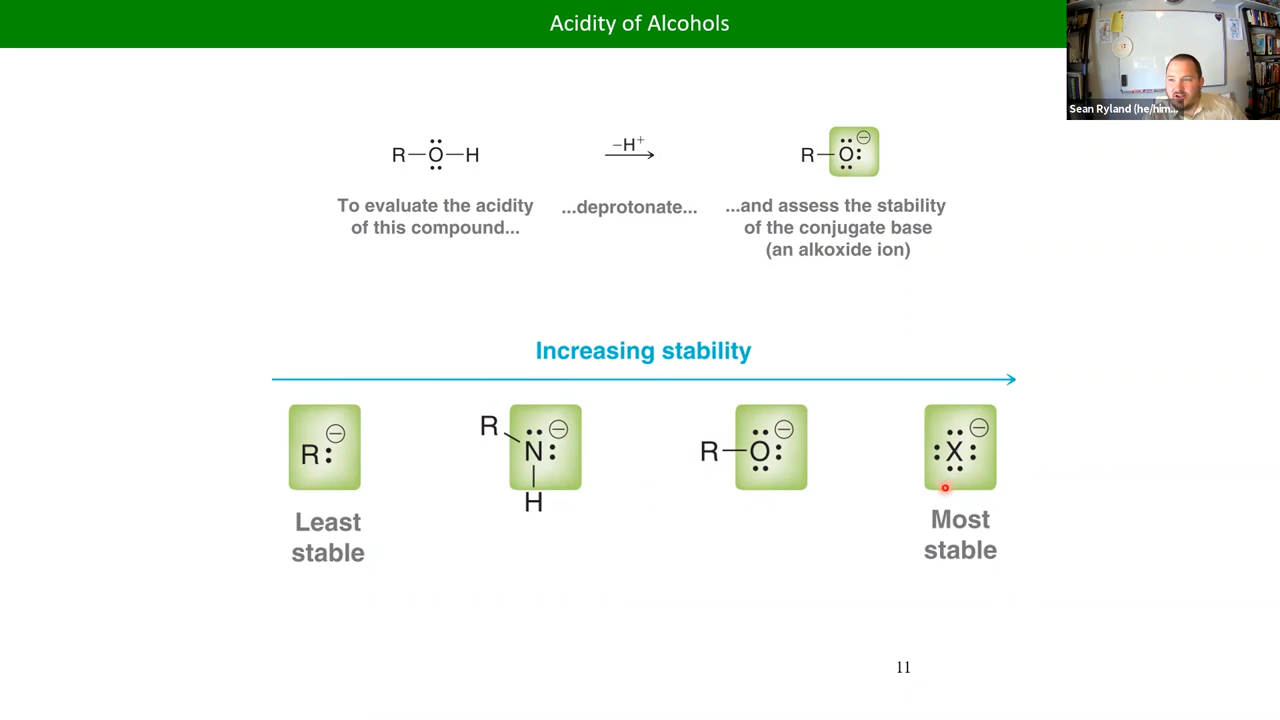 Acidity of Alcohols
Sean Ryland (he/him...
R—O—H
−H⁺
R—O:⊖
To evaluate the acidity
of this compound...
...deprotonate...
...and assess the stability
of the conjugate base
(an alkoxide ion)
Increasing stability
R:⊖
R
N:⊖
H
R—O:⊖
:X:⊖
Least
stable
Most
stable
11